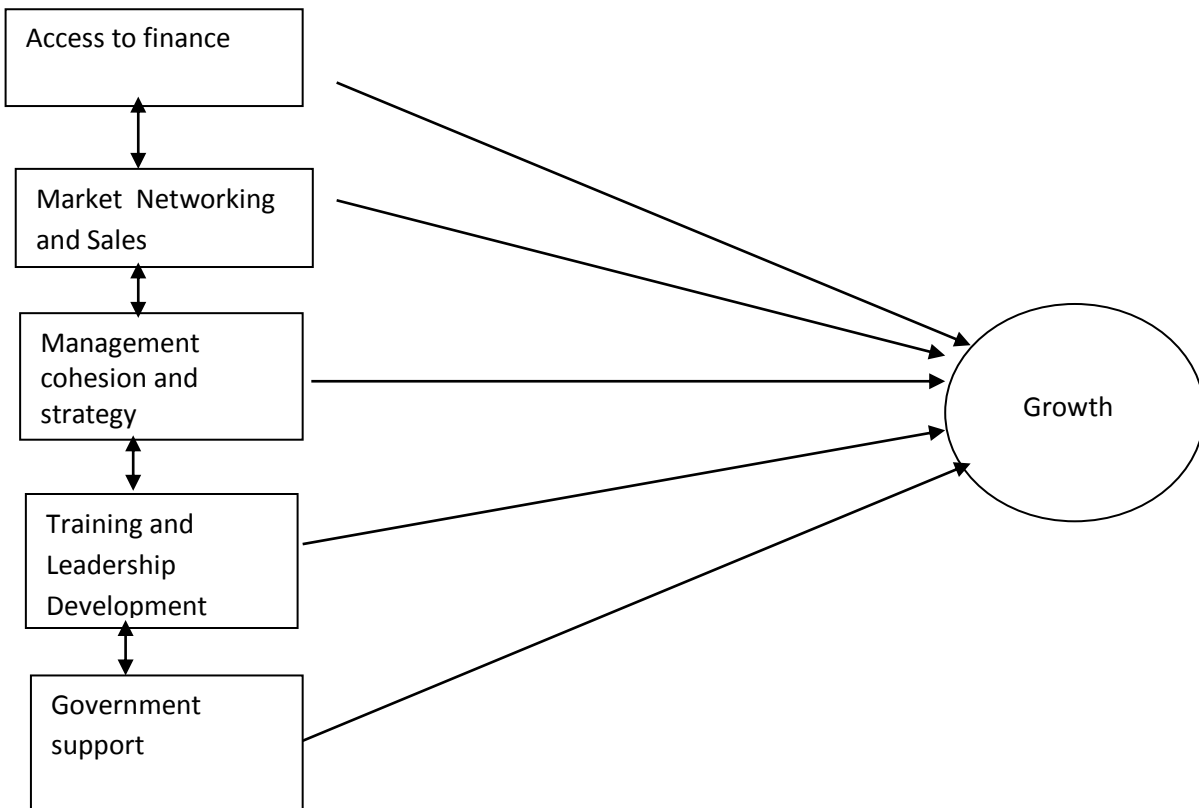 Access to finance
Market  Networking
and Sales
Management
cohesion and
strategy
Growth
Training and
Leadership
Development
Government
support